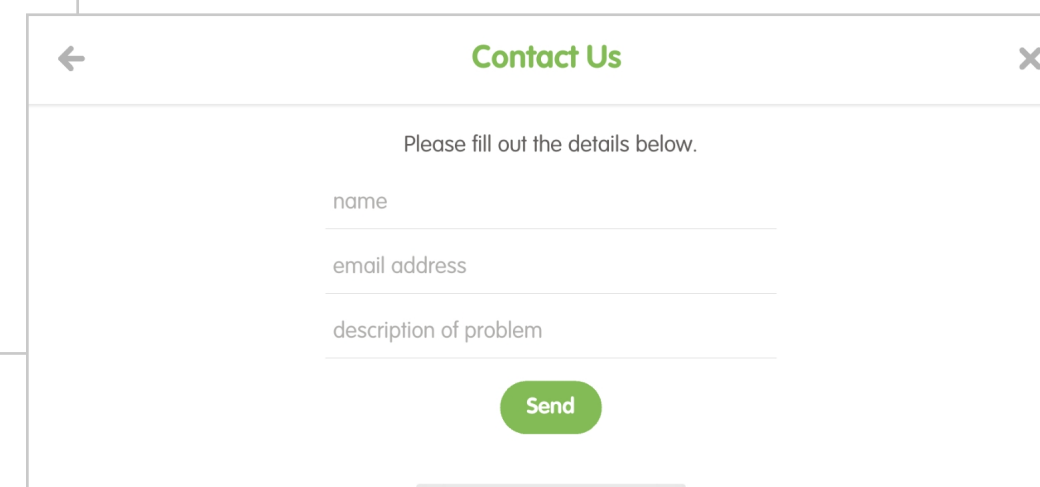 Contact Us
Please fill out the details below.
name
email address
description of problem
Send